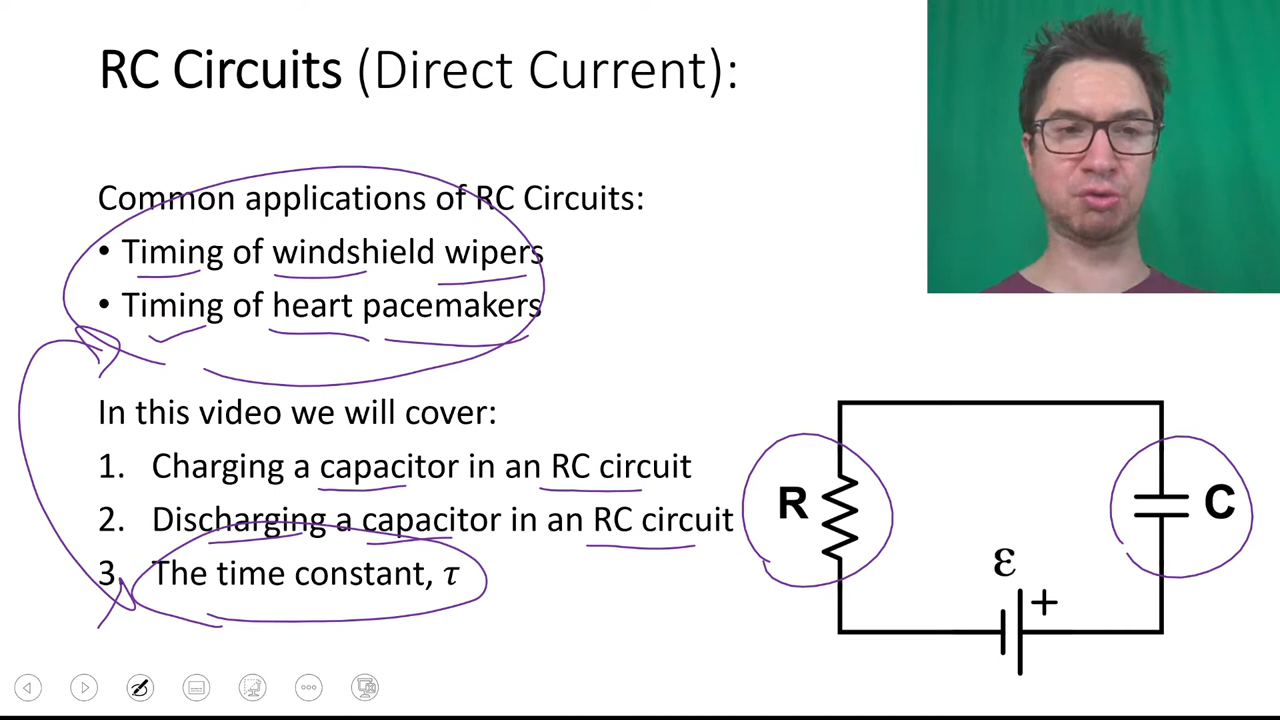 RC Circuits (Direct Current):
Common applications of RC Circuits:
• Timing of windshield wipers
• Timing of heart pacemakers
In this video we will cover:
1. Charging a capacitor in an RC circuit
2. Discharging a capacitor in an RC circuit
3. The time constant, τ
R
C
ε
+